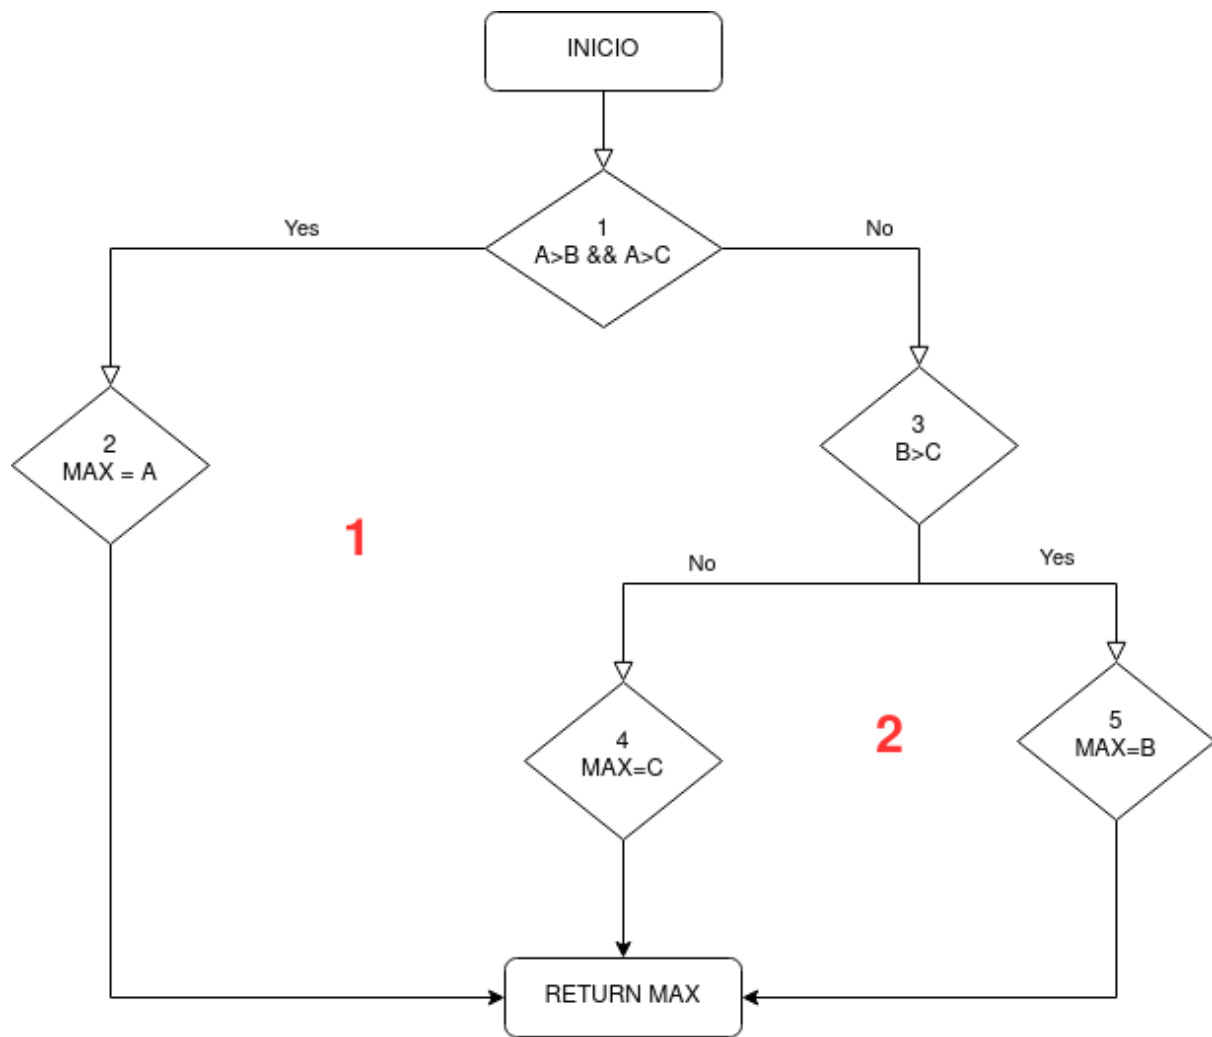 INICIO
Yes
1
A>B && A>C
No
2
MAX = A
3
B>C
1
No
Yes
4
MAX=C
2
5
MAX=B
RETURN MAX